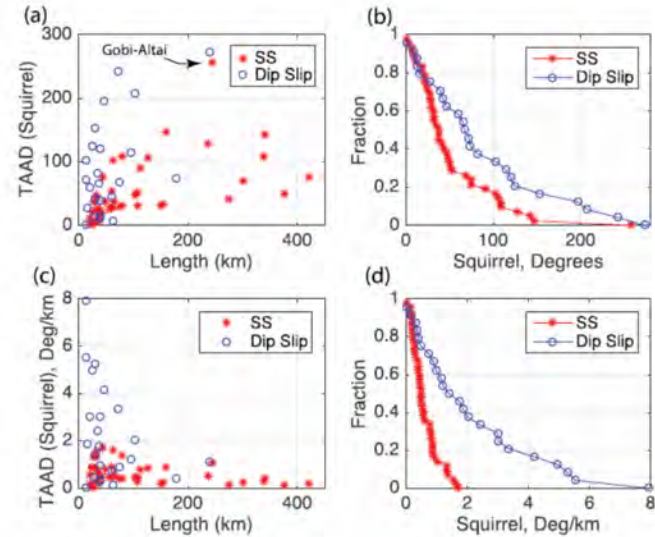 (a)
300
200
100
0
TAAD (Squirrel)
Gobi-Altai
SS
Dip Slip
0
200
400
Length (km)
(b)
1
0.8
0.6
0.4
0.2
0
Fraction
SS
Dip Slip
0
100
200
Squirrel, Degrees
(c)
8
6
4
2
0
TAAD (Squirrel), Deg/km
SS
Dip Slip
0
200
400
Length (km)
(d)
1
0.8
0.6
0.4
0.2
0
Fraction
SS
Dip Slip
0
2
4
6
8
Squirrel, Deg/km